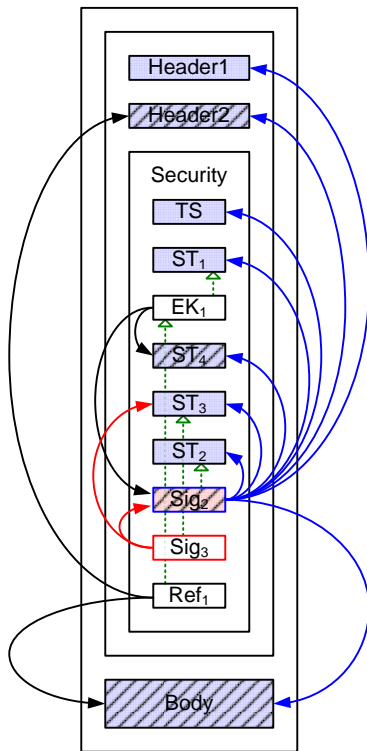 Header1
Header2
Security
TS
ST₁
EK₁
ST₄
ST₃
ST₂
Sig₂
Sig₃
Ref₁
Body